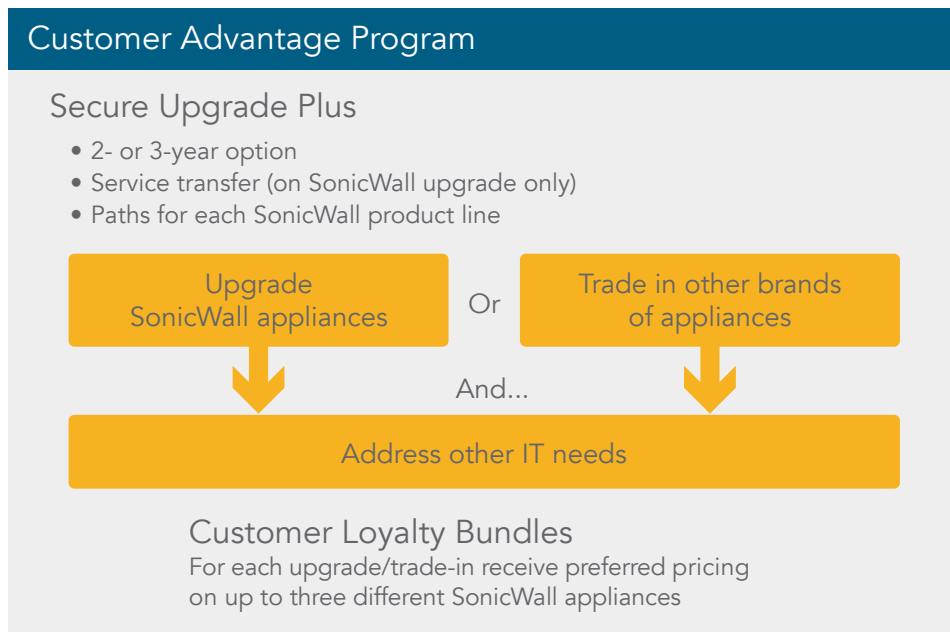 Customer Advantage Program
Secure Upgrade Plus
• 2- or 3-year option
• Service transfer (on SonicWall upgrade only)
• Paths for each SonicWall product line
Upgrade
SonicWall appliances
Or
Trade in other brands
of appliances
And...
Address other IT needs
Customer Loyalty Bundles
For each upgrade/trade-in receive preferred pricing
on up to three different SonicWall appliances